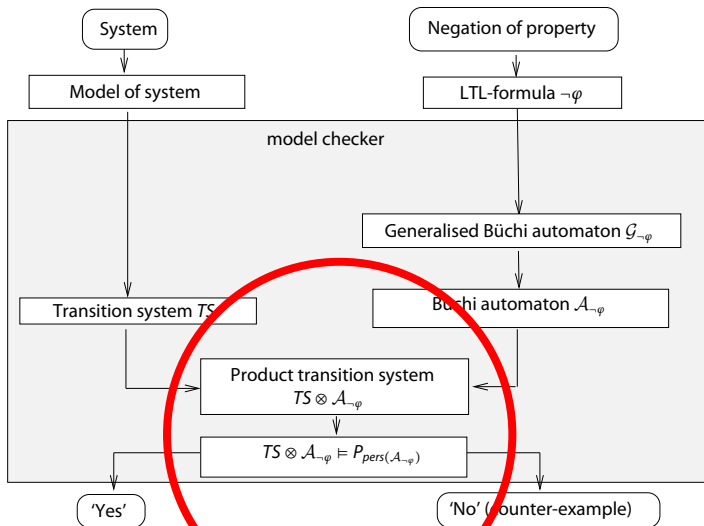 System
Negation of property
Model of system
LTL-formula ¬φ
model checker
Generalised Büchi automaton 𝒢¬φ
Transition system TS
Büchi automaton 𝒜¬φ
Product transition system
TS ⊗ 𝒜¬φ
TS ⊗ 𝒜¬φ ⊨ Ppers(𝒜¬φ)
'Yes'
'No' (counter-example)